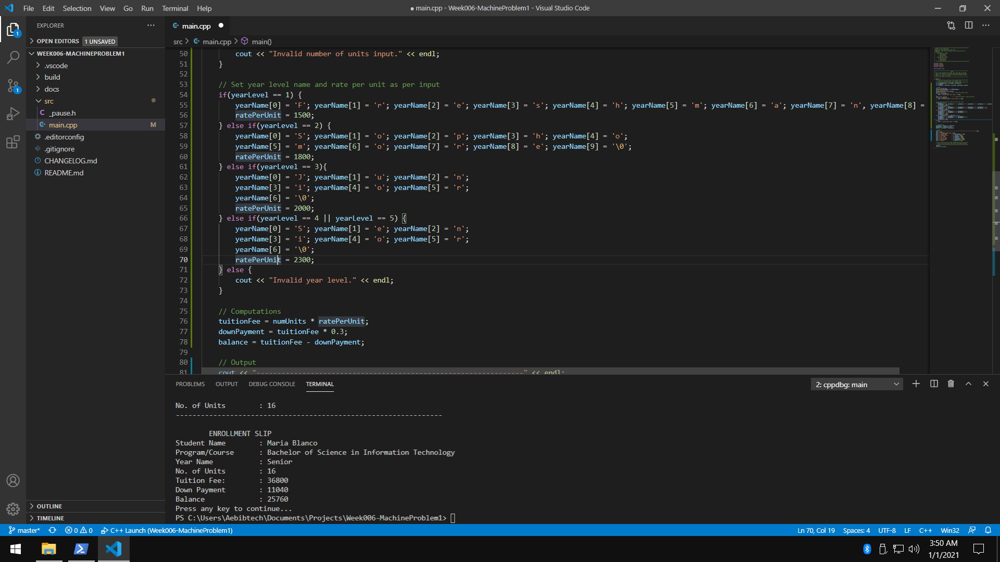 File Edit Selection View Go Run Terminal Help
● main.cpp - Week006-MachineProblem1 - Visual Studio Code
EXPLORER
OPEN EDITORS 1 UNSAVED
WEEK006-MACHINEPROBLEM1
.vscode
build
docs
src
_pause.h
main.cpp M
.editorconfig
.gitignore
CHANGELOG.md
README.md
OUTLINE
TIMELINE
1
1
main.cpp
src > main.cpp > main()
50 cout << "Invalid number of units input." << endl;
51 }
52
53 // Set year level name and rate per unit as per input
54 if(yearLevel == 1) {
55 yearName[0] = 'F'; yearName[1] = 'r'; yearName[2] = 'e'; yearName[3] = 's'; yearName[4] = 'h'; yearName[5] = 'm'; yearName[6] = 'a'; yearName[7] = 'n', yearName[8] =
56 ratePerUnit = 1500;
57 } else if(yearLevel == 2) {
58 yearName[0] = 'S'; yearName[1] = 'o'; yearName[2] = 'p'; yearName[3] = 'h'; yearName[4] = 'o';
59 yearName[5] = 'm'; yearName[6] = 'o'; yearName[7] = 'r'; yearName[8] = 'e'; yearName[9] = '\0';
60 ratePerUnit = 1800;
61 } else if(yearLevel == 3){
62 yearName[0] = 'J'; yearName[1] = 'u'; yearName[2] = 'n';
63 yearName[3] = 'i'; yearName[4] = 'o'; yearName[5] = 'r';
64 yearName[6] = '\0';
65 ratePerUnit = 2000;
66 } else if(yearLevel == 4 || yearLevel == 5) {
67 yearName[0] = 'S'; yearName[1] = 'e'; yearName[2] = 'n';
68 yearName[3] = 'i'; yearName[4] = 'o'; yearName[5] = 'r';
69 yearName[6] = '\0';
70 ratePerUnit = 2300;
71 } else {
72 cout << "Invalid year level." << endl;
73 }
74
75 // Computations
76 tuitionFee = numUnits * ratePerUnit;
77 downPayment = tuitionFee * 0.3;
78 balance = tuitionFee - downPayment;
79
80 // Output
81 cout << "----------------------------------------------------------------" << endl;
PROBLEMS OUTPUT DEBUG CONSOLE TERMINAL
2: cppdbg: main
No. of Units : 16
----------------------------------------------------------------
ENROLLMENT SLIP
Student Name : Maria Blanco
Program/Course : Bachelor of Science in Information Technology
Year Name : Senior
No. of Units : 16
Tuition Fee: : 36800
Down Payment : 11040
Balance : 25760
Press any key to continue...
PS C:\Users\Aebibtech\Documents\Projects\Week006-MachineProblem1>
master* 0 0 C++ Launch (Week006-MachineProblem1)
Ln 70, Col 19 Spaces: 4 UTF-8 LF C++ Win32
3:50 AM
1/1/2021